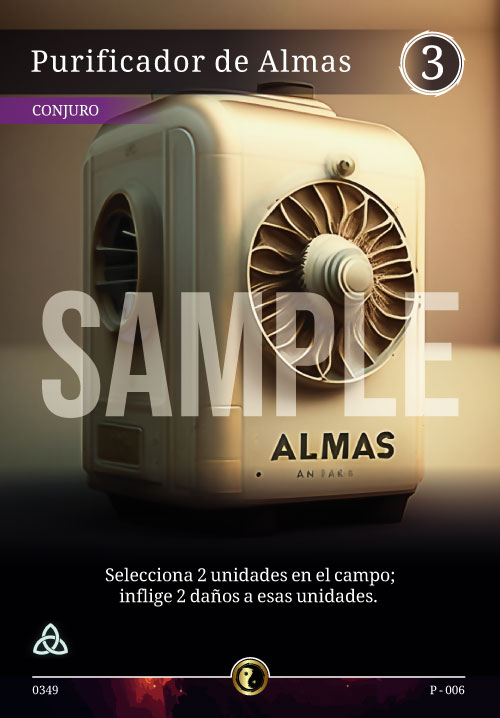 Purificador de Almas
3
CONJURO
SAMPLE
ALMAS
Selecciona 2 unidades en el campo;
inflige 2 daños a esas unidades.
0349
P - 006